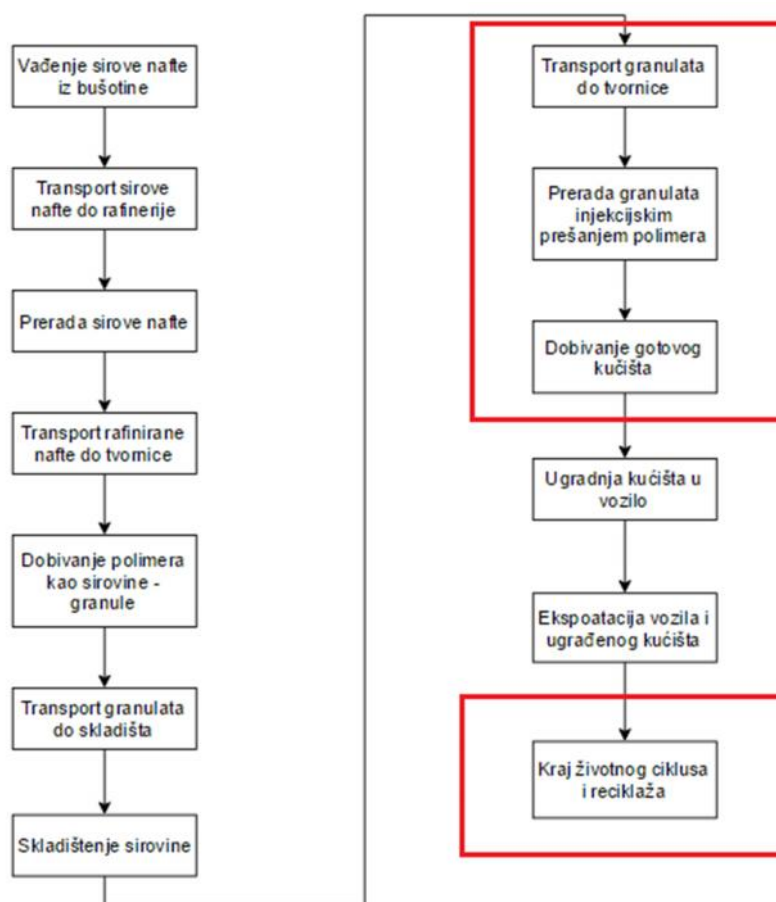 Vađenje sirove nafte
iz bušotine
Transport sirove
nafte do rafinerije
Prerada sirove nafte
Transport rafinirane
nafte do tvornice
Dobivanje polimera
kao sirovine -
granule
Transport granulata
do skladišta
Skladištenje sirovine
Transport granulata
do tvornice
Prerada granulata
injekcijskim
prešanjem polimera
Dobivanje gotovog
kučišta
Ugradnja kućišta u
vozilo
Ekspoatacija vozila i
ugrađenog kućišta
Kraj životnog ciklusa
i reciklaža